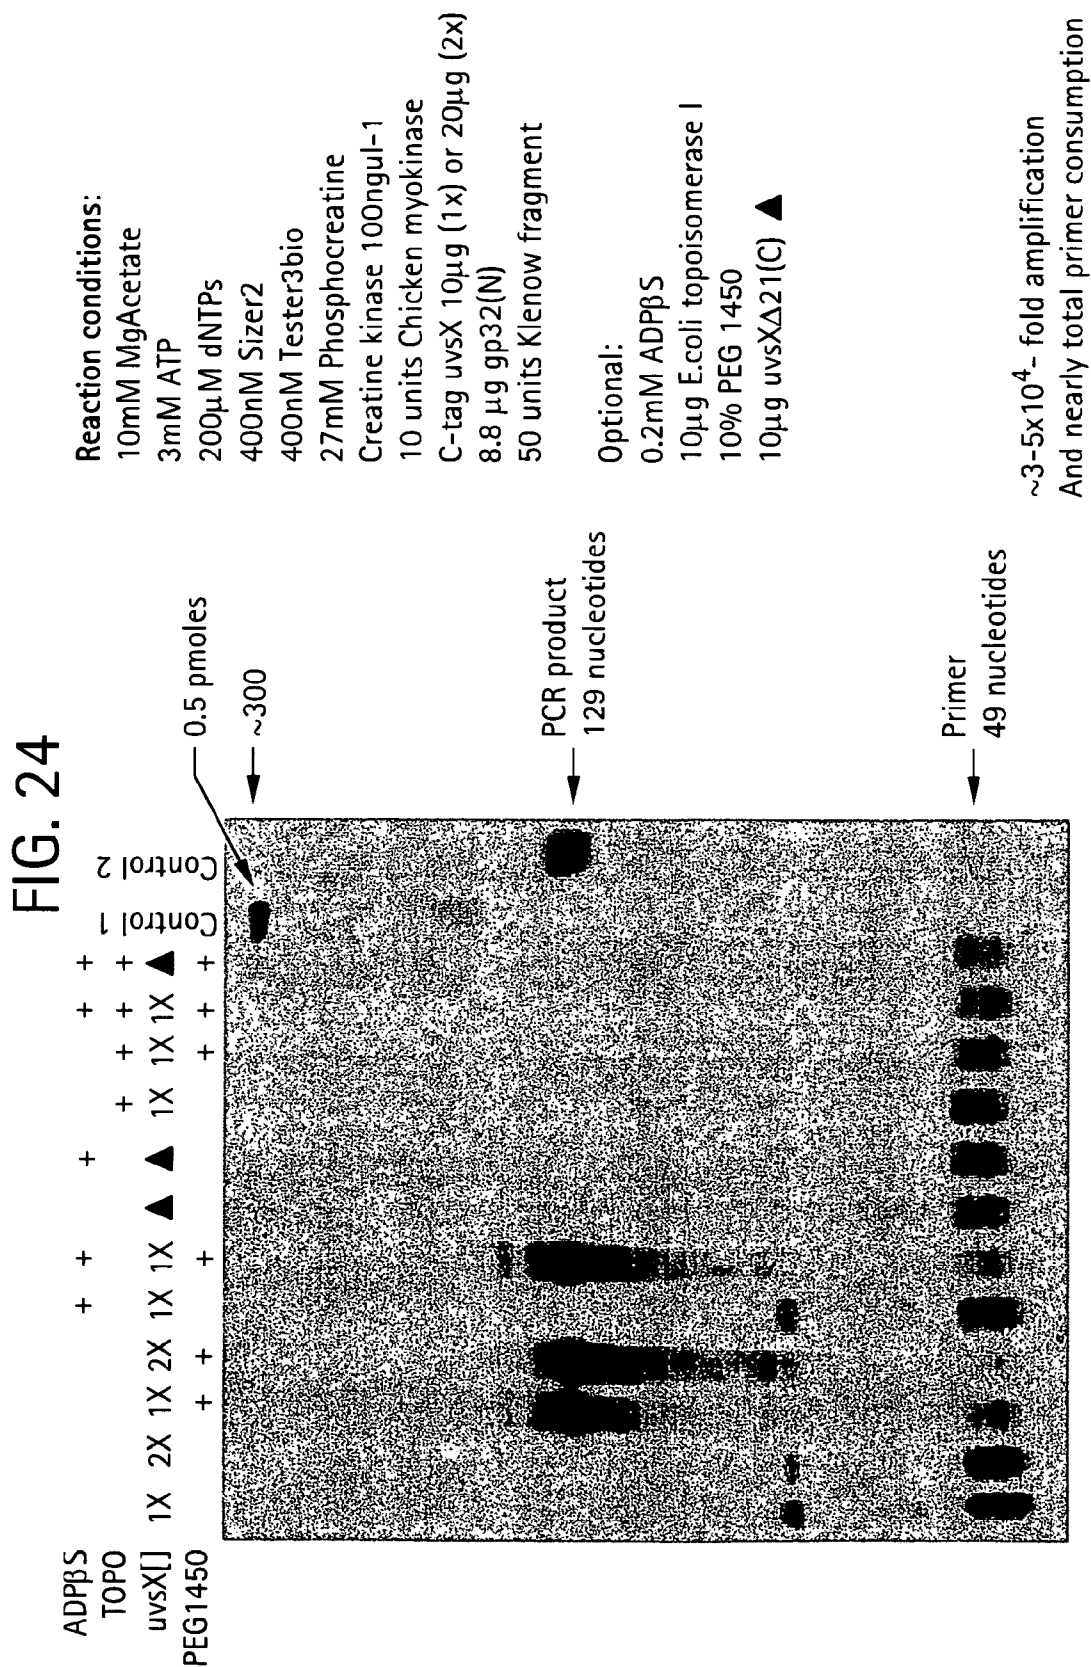 FIG. 24
ADPβS + + + + +
TOPO + + + +
uvsX[] 1X 2X 1X 2X 1X 1X ▲ ▲ 1X 1X 1X ▲
PEG1450 + + + + + +
Control 1
Control 2
0.5 pmoles
~300
PCR product
129 nucleotides
Primer
49 nucleotides
Reaction conditions:
10mM MgAcetate
3mM ATP
200µM dNTPs
400nM Sizer2
400nM Tester3bio
27mM Phosphocreatine
Creatine kinase 100ngul-1
10 units Chicken myokinase
C-tag uvsX 10µg (1x) or 20µg (2x)
8.8 µg gp32(N)
50 units Klenow fragment
Optional:
0.2mM ADPβS
10µg E.coli topoisomerase I
10% PEG 1450
10µg uvsXΔ21(C) ▲
~3-5x10⁴- fold amplification
And nearly total primer consumption